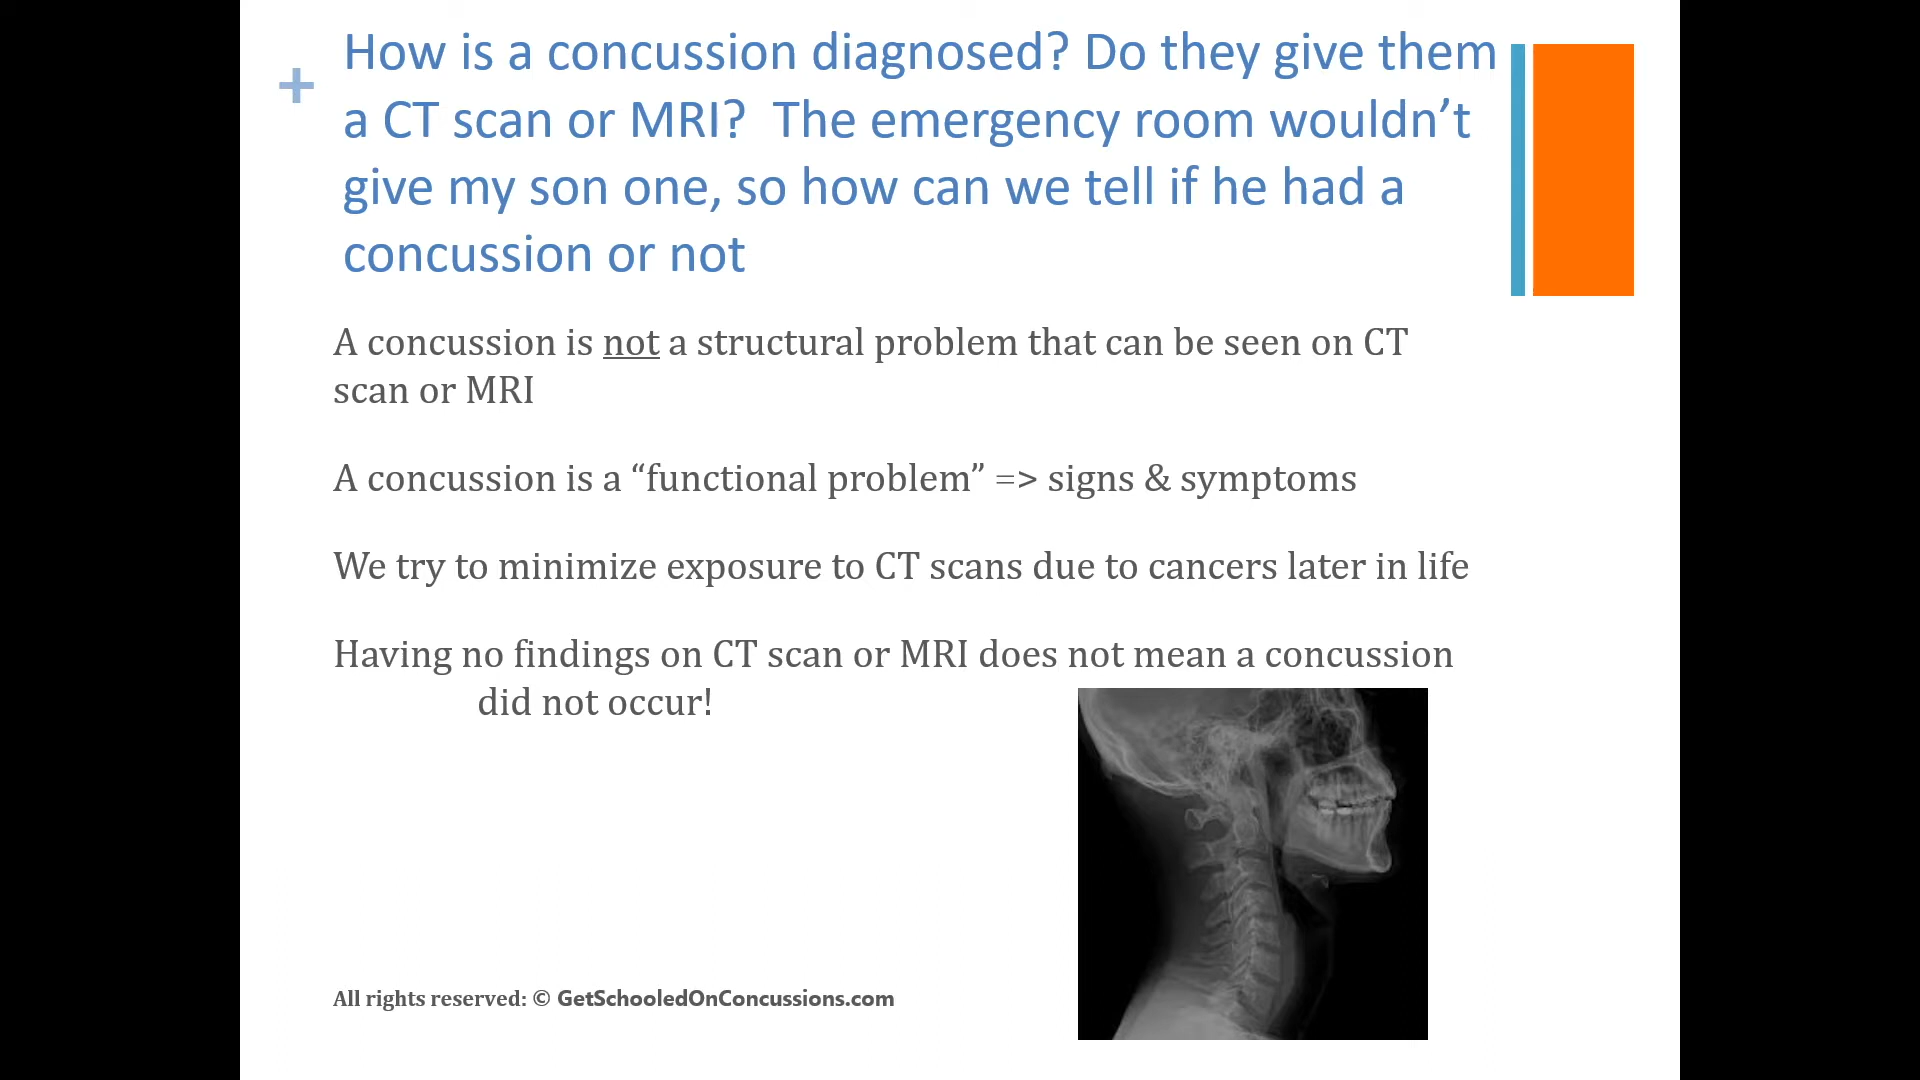 +
How is a concussion diagnosed? Do they give them
a CT scan or MRI?  The emergency room wouldn’t
give my son one, so how can we tell if he had a
concussion or not
A concussion is not a structural problem that can be seen on CT
scan or MRI
A concussion is a “functional problem” => signs & symptoms
We try to minimize exposure to CT scans due to cancers later in life
Having no findings on CT scan or MRI does not mean a concussion
did not occur!
All rights reserved: © GetSchooledOnConcussions.com